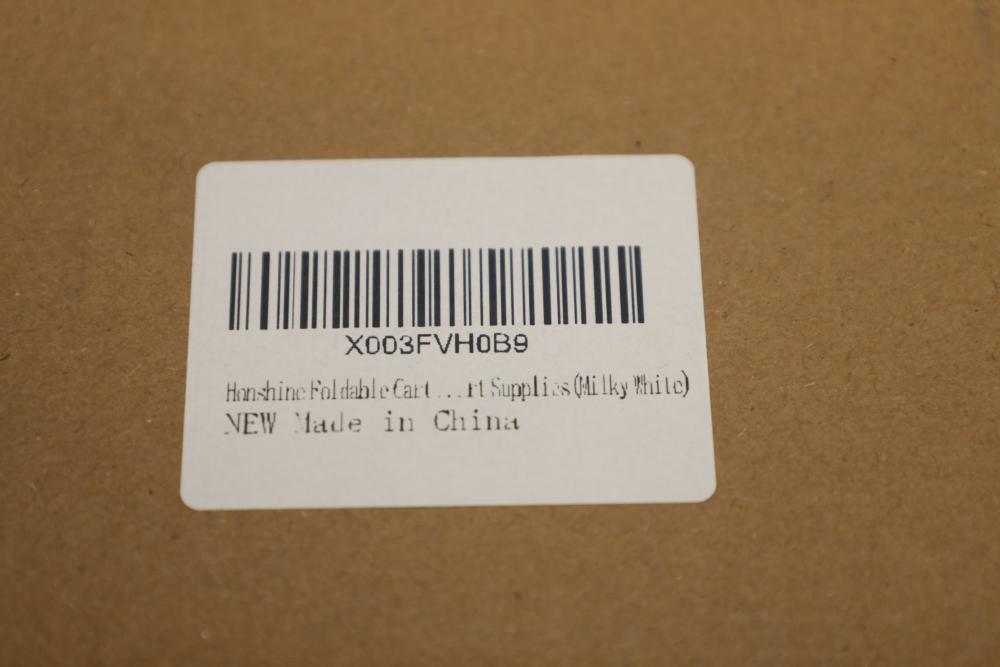 X003FVH0B9
Honshine Foldable Cart ...rt Supplies (Milky White)
NEW Made in China